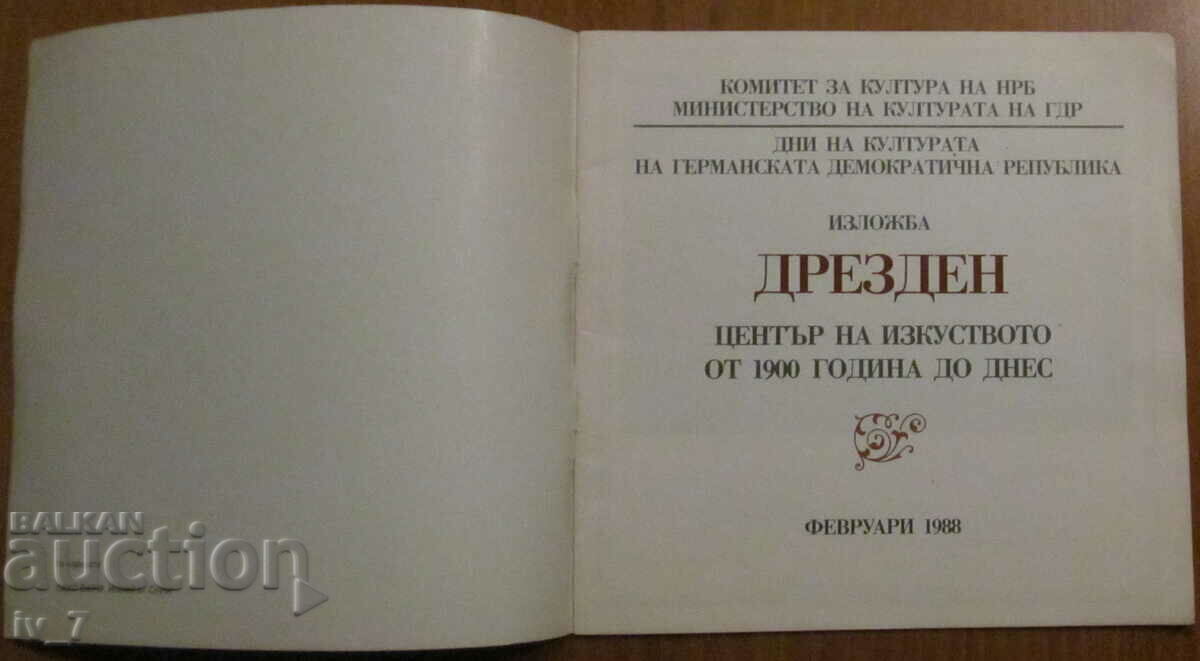 КОМИТЕТ ЗА КУЛТУРА НА НРБ
МИНИСТЕРСТВО НА КУЛТУРАТА НА ГДР
ДНИ НА КУЛТУРАТА
НА ГЕРМАНСКАТА ДЕМОКРАТИЧНА РЕПУБЛИКА
ИЗЛОЖБА
ДРЕЗДЕН
ЦЕНТЪР НА ИЗКУСТВОТО
ОТ 1900 ГОДИНА ДО ДНЕС
ФЕВРУАРИ 1988
BALKAN
auction
iv_7